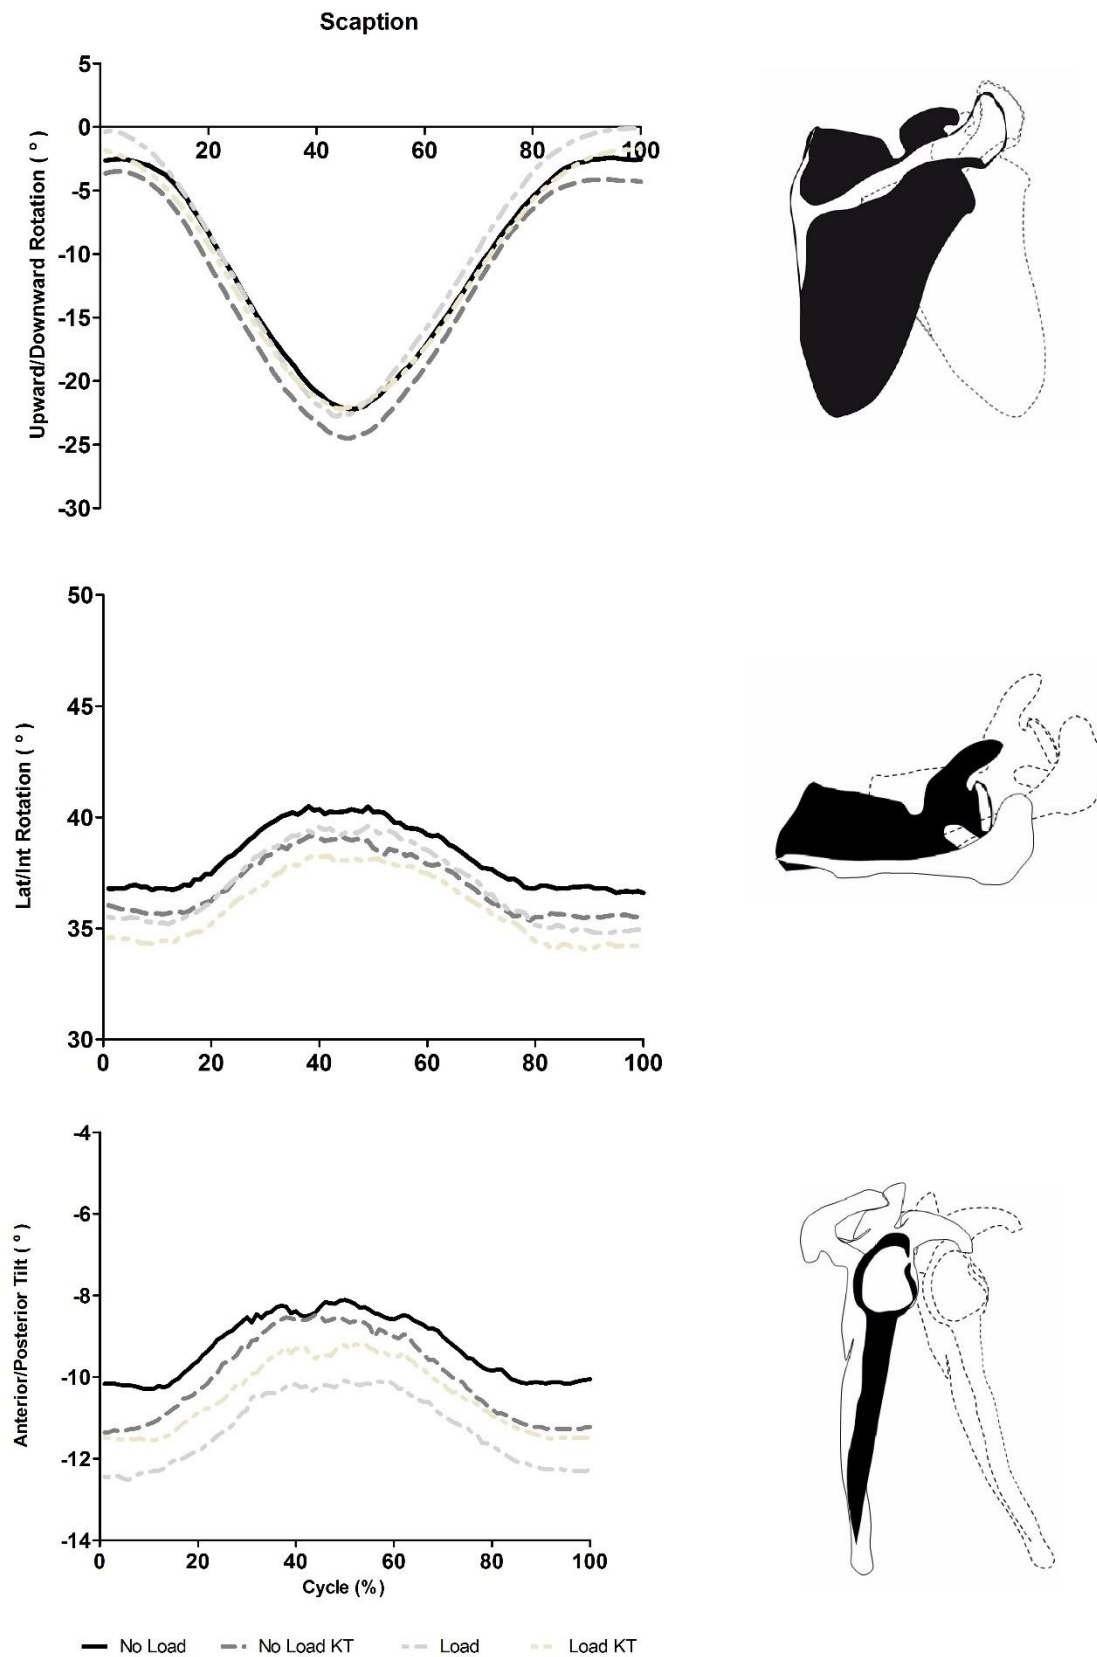 Scaption
5
0
20 40 60 80 100
-5
-10
-15
-20
-25
-30
Upward/Downward Rotation ( º )
50
45
40
35
30
0 20 40 60 80 100
Lat/Int Rotation ( º )
-4
-6
-8
-10
-12
-14
0 20 40 60 80 100
Anterior/Posterior Tilt ( º )
Cycle (%)
No Load No Load KT Load Load KT